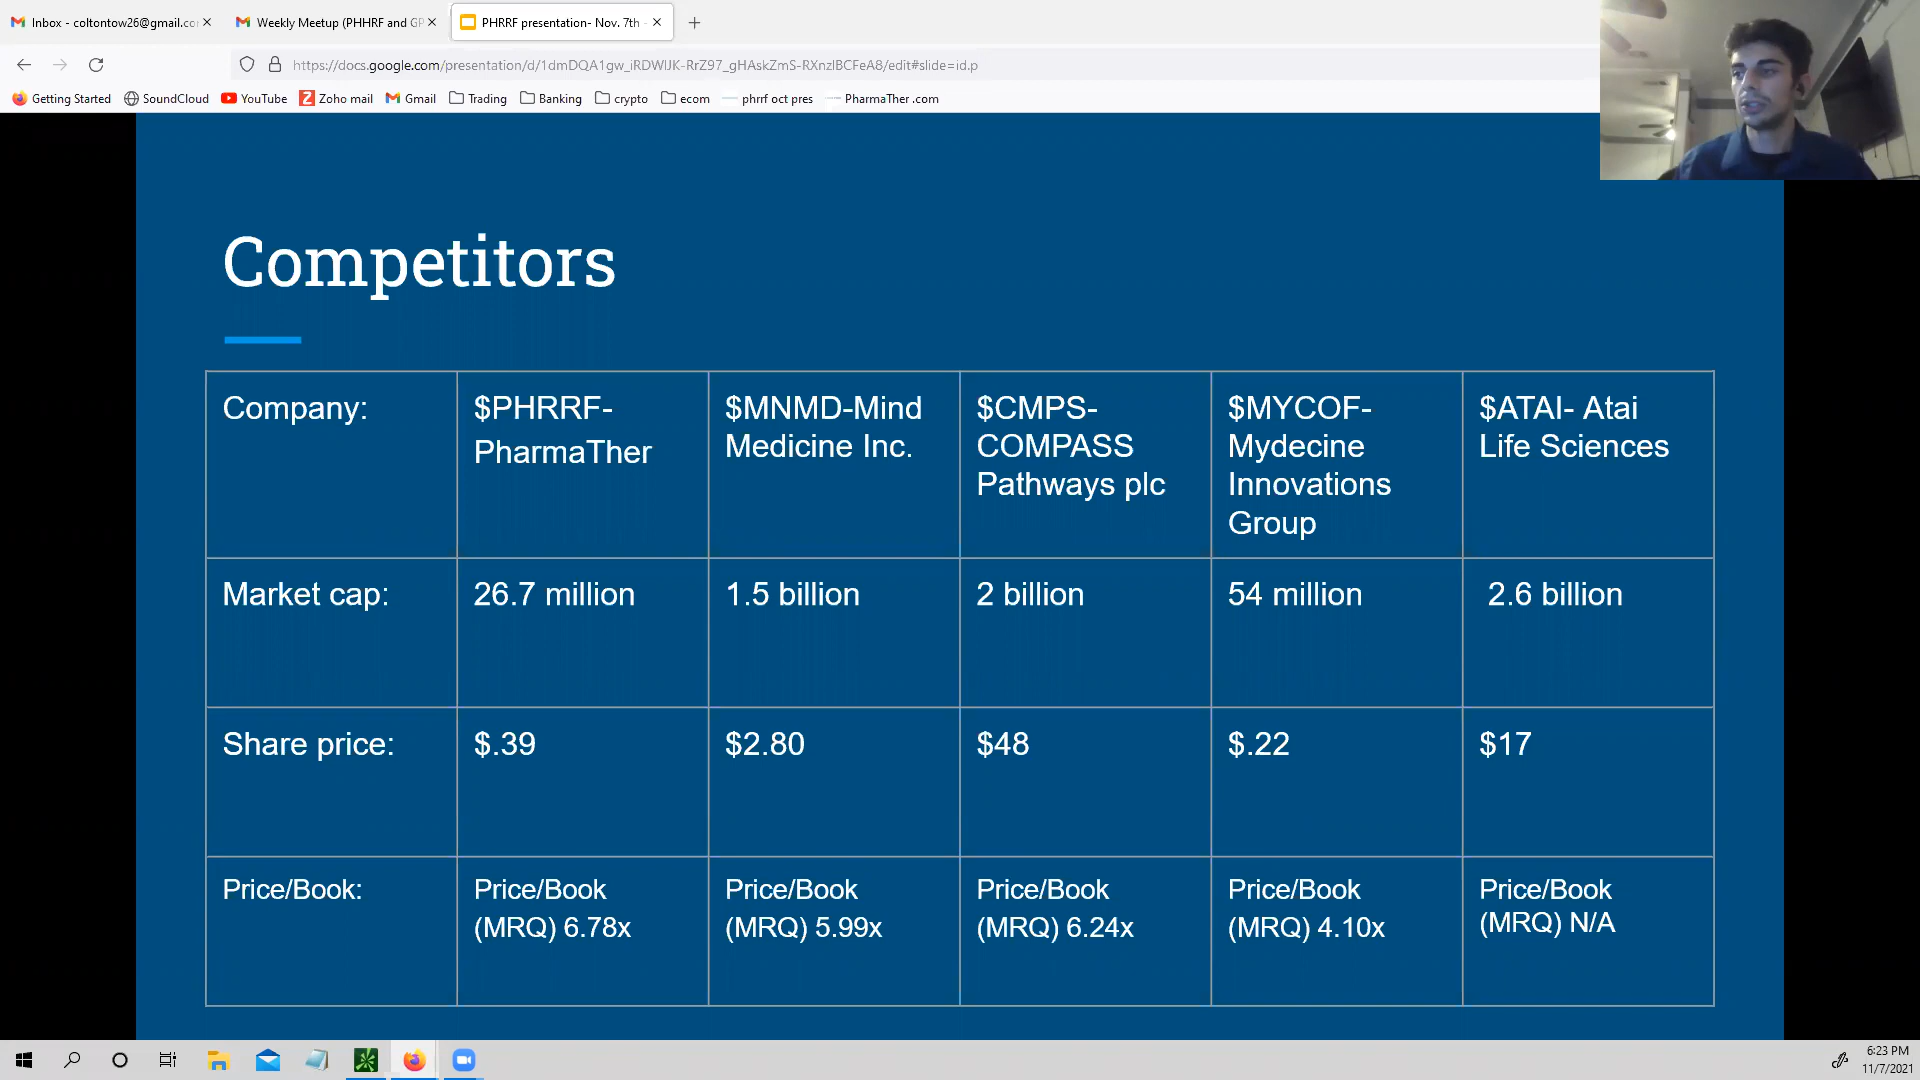 Inbox - coltontow26@gmail.co
Weekly Meetup (PHHRF and GP
PHRRF presentation- Nov. 7th
https://docs.google.com/presentation/d/1dmDQA1gw_iRDWIJK-RrZ97_gHAskZmS-RXnzlBCFeA8/edit#slide=id.p
Getting Started SoundCloud YouTube Zoho mail Gmail Trading Banking crypto ecom phrrf oct pres PharmaTher .com
Competitors
Company:
$PHRRF-
PharmaTher
$MNMD-Mind
Medicine Inc.
$CMPS-
COMPASS
Pathways plc
$MYCOF-
Mydecine
Innovations
Group
$ATAI- Atai
Life Sciences
Market cap:
26.7 million
1.5 billion
2 billion
54 million
2.6 billion
Share price:
$.39
$2.80
$48
$.22
$17
Price/Book:
Price/Book
(MRQ) 6.78x
Price/Book
(MRQ) 5.99x
Price/Book
(MRQ) 6.24x
Price/Book
(MRQ) 4.10x
Price/Book
(MRQ) N/A
6:23 PM
11/7/2021